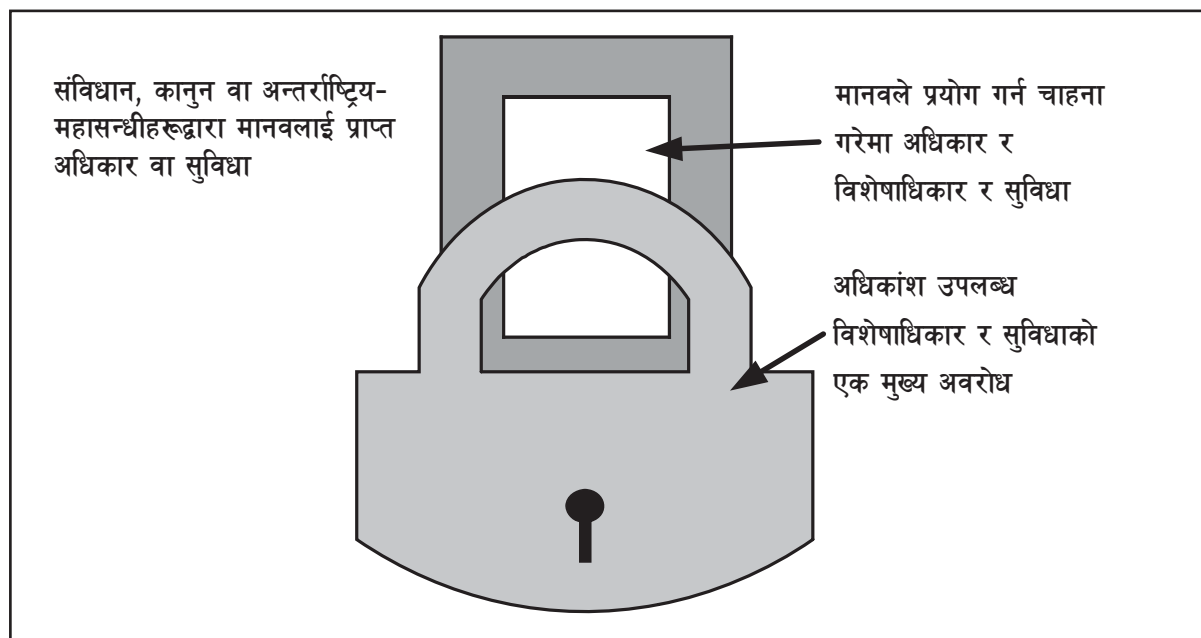 संविधान, कानुन वा अन्तर्राष्ट्रिय-
महासन्धीहरूद्वारा मानवलाई प्राप्त
अधिकार वा सुविधा
मानवले प्रयोग गर्न चाहना
गरेमा अधिकार र
विशेषाधिकार र सुविधा
अधिकांश उपलब्ध
विशेषाधिकार र सुविधाको
एक मुख्य अवरोध